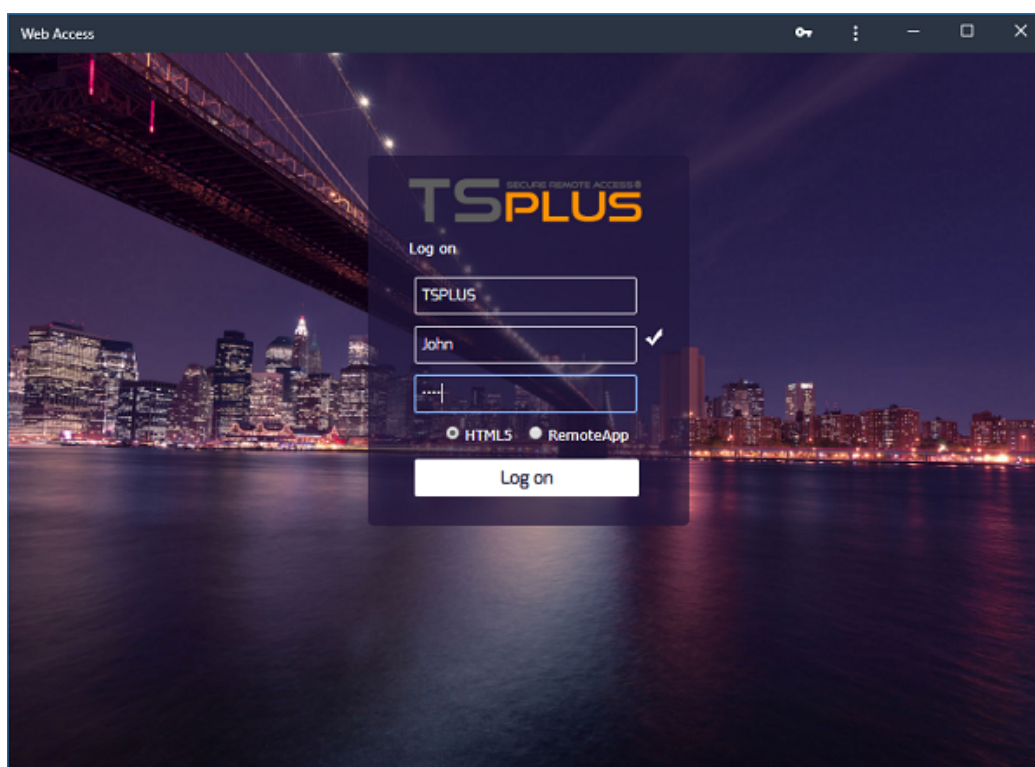 Web Access
SECURE REMOTE ACCESS®
TSPLUS
Log on
TSPLUS
John
····
HTML5 RemoteApp
Log on